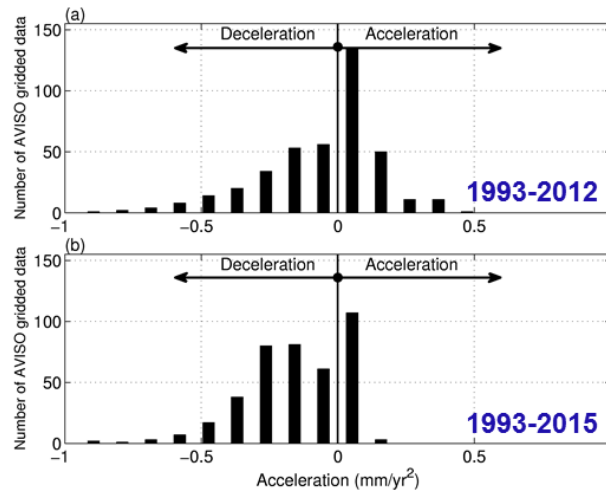 (a)
Number of AVISO gridded data
150
100
50
0
Deceleration Acceleration
1993-2012
-1 -0.5 0 0.5
(b)
Number of AVISO gridded data
150
100
50
0
Deceleration Acceleration
1993-2015
-1 -0.5 0 0.5
Acceleration (mm/yr²)